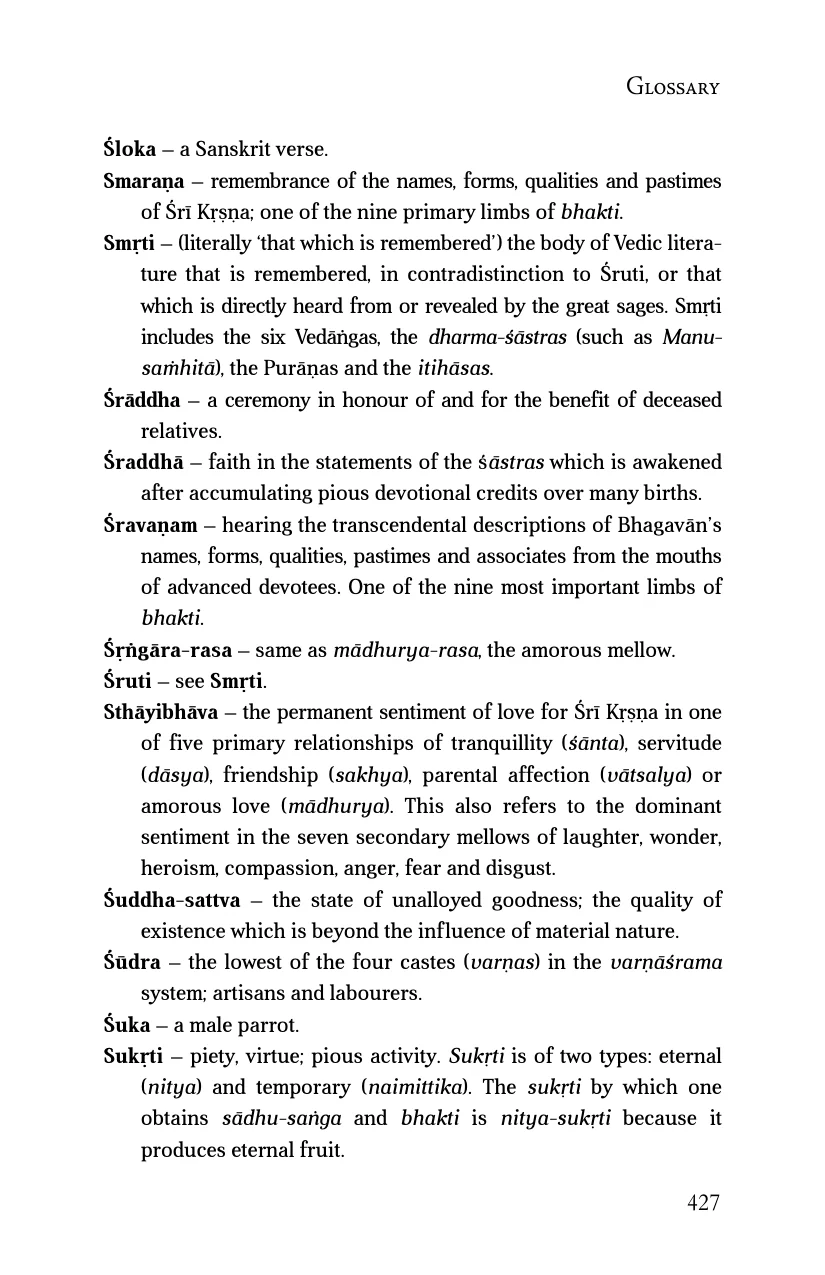 Glossary
Śloka – a Sanskrit verse.
Smaraṇa – remembrance of the names, forms, qualities and pastimes
of Śrī Kṛṣṇa; one of the nine primary limbs of bhakti.
Smṛti – (literally ‘that which is remembered’) the body of Vedic litera-
ture that is remembered, in contradistinction to Śruti, or that
which is directly heard from or revealed by the great sages. Smṛti
includes the six Vedāṅgas, the dharma-śāstras (such as Manu-
saṁhitā), the Purāṇas and the itihāsas.
Śrāddha – a ceremony in honour of and for the benefit of deceased
relatives.
Śraddhā – faith in the statements of the śāstras which is awakened
after accumulating pious devotional credits over many births.
Śravaṇam – hearing the transcendental descriptions of Bhagavān’s
names, forms, qualities, pastimes and associates from the mouths
of advanced devotees. One of the nine most important limbs of
bhakti.
Śṛṅgāra-rasa – same as mādhurya-rasa, the amorous mellow.
Śruti – see Smṛti.
Sthāyibhāva – the permanent sentiment of love for Śrī Kṛṣṇa in one
of five primary relationships of tranquillity (śānta), servitude
(dāsya), friendship (sakhya), parental affection (vātsalya) or
amorous love (mādhurya). This also refers to the dominant
sentiment in the seven secondary mellows of laughter, wonder,
heroism, compassion, anger, fear and disgust.
Śuddha-sattva – the state of unalloyed goodness; the quality of
existence which is beyond the influence of material nature.
Śūdra – the lowest of the four castes (varṇas) in the varṇāśrama
system; artisans and labourers.
Śuka – a male parrot.
Sukṛti – piety, virtue; pious activity. Sukṛti is of two types: eternal
(nitya) and temporary (naimittika). The sukṛti by which one
obtains sādhu-saṅga and bhakti is nitya-sukṛti because it
produces eternal fruit.
427